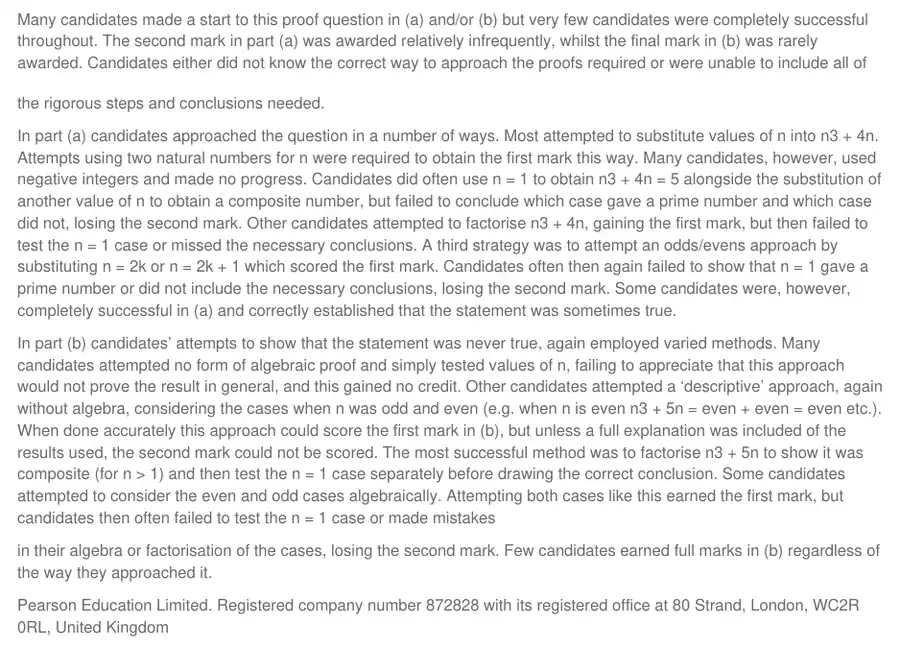 Many candidates made a start to this proof question in (a) and/or (b) but very few candidates were completely successful
throughout. The second mark in part (a) was awarded relatively infrequently, whilst the final mark in (b) was rarely
awarded. Candidates either did not know the correct way to approach the proofs required or were unable to include all of
the rigorous steps and conclusions needed.
In part (a) candidates approached the question in a number of ways. Most attempted to substitute values of n into n3 + 4n.
Attempts using two natural numbers for n were required to obtain the first mark this way. Many candidates, however, used
negative integers and made no progress. Candidates did often use n = 1 to obtain n3 + 4n = 5 alongside the substitution of
another value of n to obtain a composite number, but failed to conclude which case gave a prime number and which case
did not, losing the second mark. Other candidates attempted to factorise n3 + 4n, gaining the first mark, but then failed to
test the n = 1 case or missed the necessary conclusions. A third strategy was to attempt an odds/evens approach by
substituting n = 2k or n = 2k + 1 which scored the first mark. Candidates often then again failed to show that n = 1 gave a
prime number or did not include the necessary conclusions, losing the second mark. Some candidates were, however,
completely successful in (a) and correctly established that the statement was sometimes true.
In part (b) candidates' attempts to show that the statement was never true, again employed varied methods. Many
candidates attempted no form of algebraic proof and simply tested values of n, failing to appreciate that this approach
would not prove the result in general, and this gained no credit. Other candidates attempted a 'descriptive' approach, again
without algebra, considering the cases when n was odd and even (e.g. when n is even n3 + 5n = even + even = even etc.).
When done accurately this approach could score the first mark in (b), but unless a full explanation was included of the
results used, the second mark could not be scored. The most successful method was to factorise n3 + 5n to show it was
composite (for n > 1) and then test the n = 1 case separately before drawing the correct conclusion. Some candidates
attempted to consider the even and odd cases algebraically. Attempting both cases like this earned the first mark, but
candidates then often failed to test the n = 1 case or made mistakes
in their algebra or factorisation of the cases, losing the second mark. Few candidates earned full marks in (b) regardless of
the way they approached it.
Pearson Education Limited. Registered company number 872828 with its registered office at 80 Strand, London, WC2R
0RL, United Kingdom